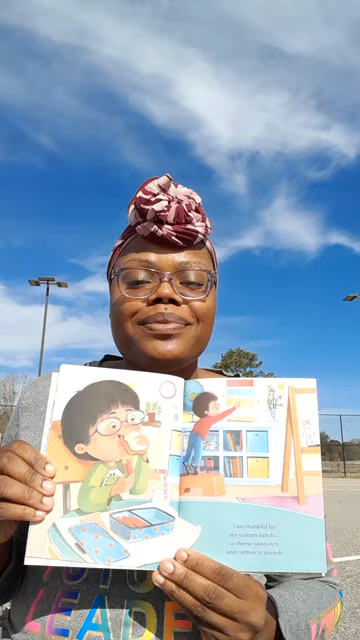 I am thankful for
my yummy lunch—
a cheese sandwich
and carrots to munch.
LEADE